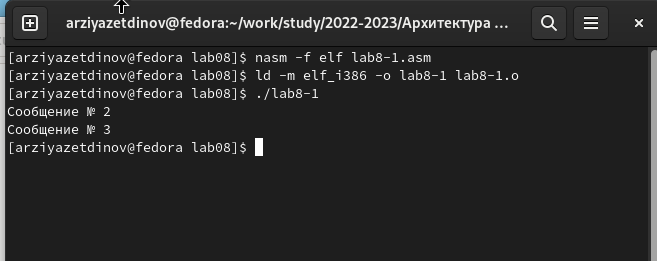 arziyazetdinov@fedora:~/work/study/2022-2023/Архитектура ...
[arziyazetdinov@fedora lab08]$ nasm -f elf lab8-1.asm
[arziyazetdinov@fedora lab08]$ ld -m elf_i386 -o lab8-1 lab8-1.o
[arziyazetdinov@fedora lab08]$ ./lab8-1
Сообщение № 2
Сообщение № 3
[arziyazetdinov@fedora lab08]$